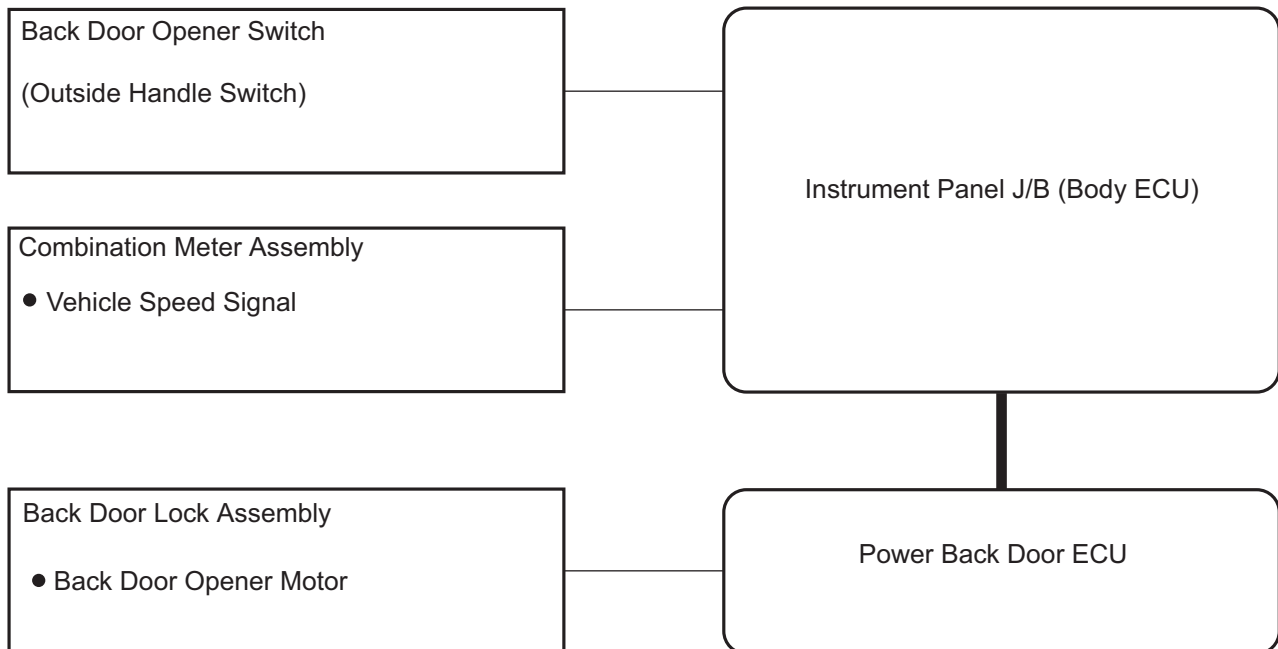 Back Door Opener Switch
(Outside Handle Switch)
Instrument Panel J/B (Body ECU)
Combination Meter Assembly
● Vehicle Speed Signal
Back Door Lock Assembly
● Back Door Opener Motor
Power Back Door ECU